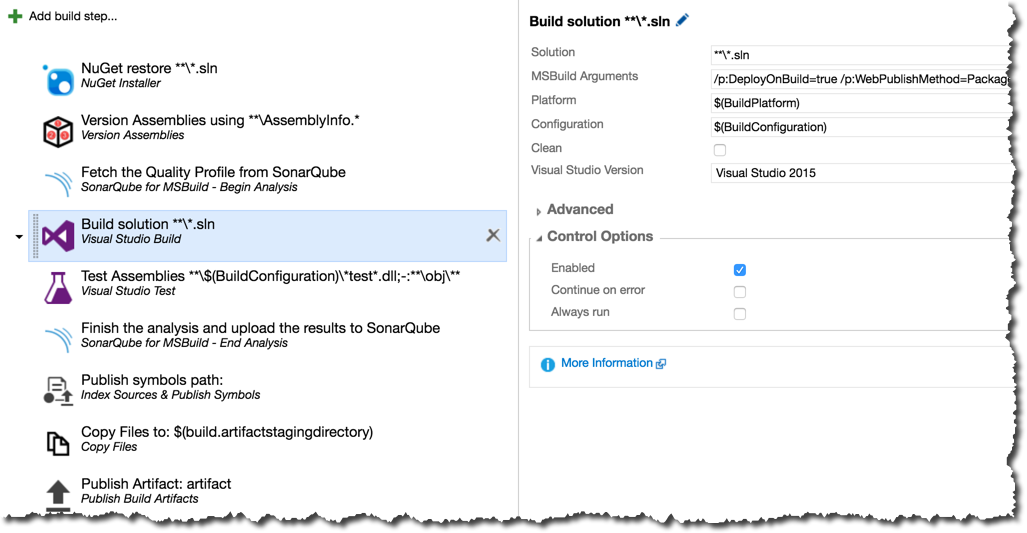 Add build step...
NuGet restore **\*.sln
NuGet Installer
Version Assemblies using **\AssemblyInfo.*
Version Assemblies
Fetch the Quality Profile from SonarQube
SonarQube for MSBuild - Begin Analysis
Build solution **\*.sln
Visual Studio Build
Test Assemblies **\$(BuildConfiguration)\*test*.dll;-:**\obj\**
Visual Studio Test
Finish the analysis and upload the results to SonarQube
SonarQube for MSBuild - End Analysis
Publish symbols path:
Index Sources & Publish Symbols
Copy Files to: $(build.artifactstagingdirectory)
Copy Files
Publish Artifact: artifact
Publish Build Artifacts
Build solution **\*.sln
Solution **\*.sln
MSBuild Arguments /p:DeployOnBuild=true /p:WebPublishMethod=Packag
Platform $(BuildPlatform)
Configuration $(BuildConfiguration)
Clean
Visual Studio Version Visual Studio 2015
Advanced
Control Options
Enabled
Continue on error
Always run
More Information